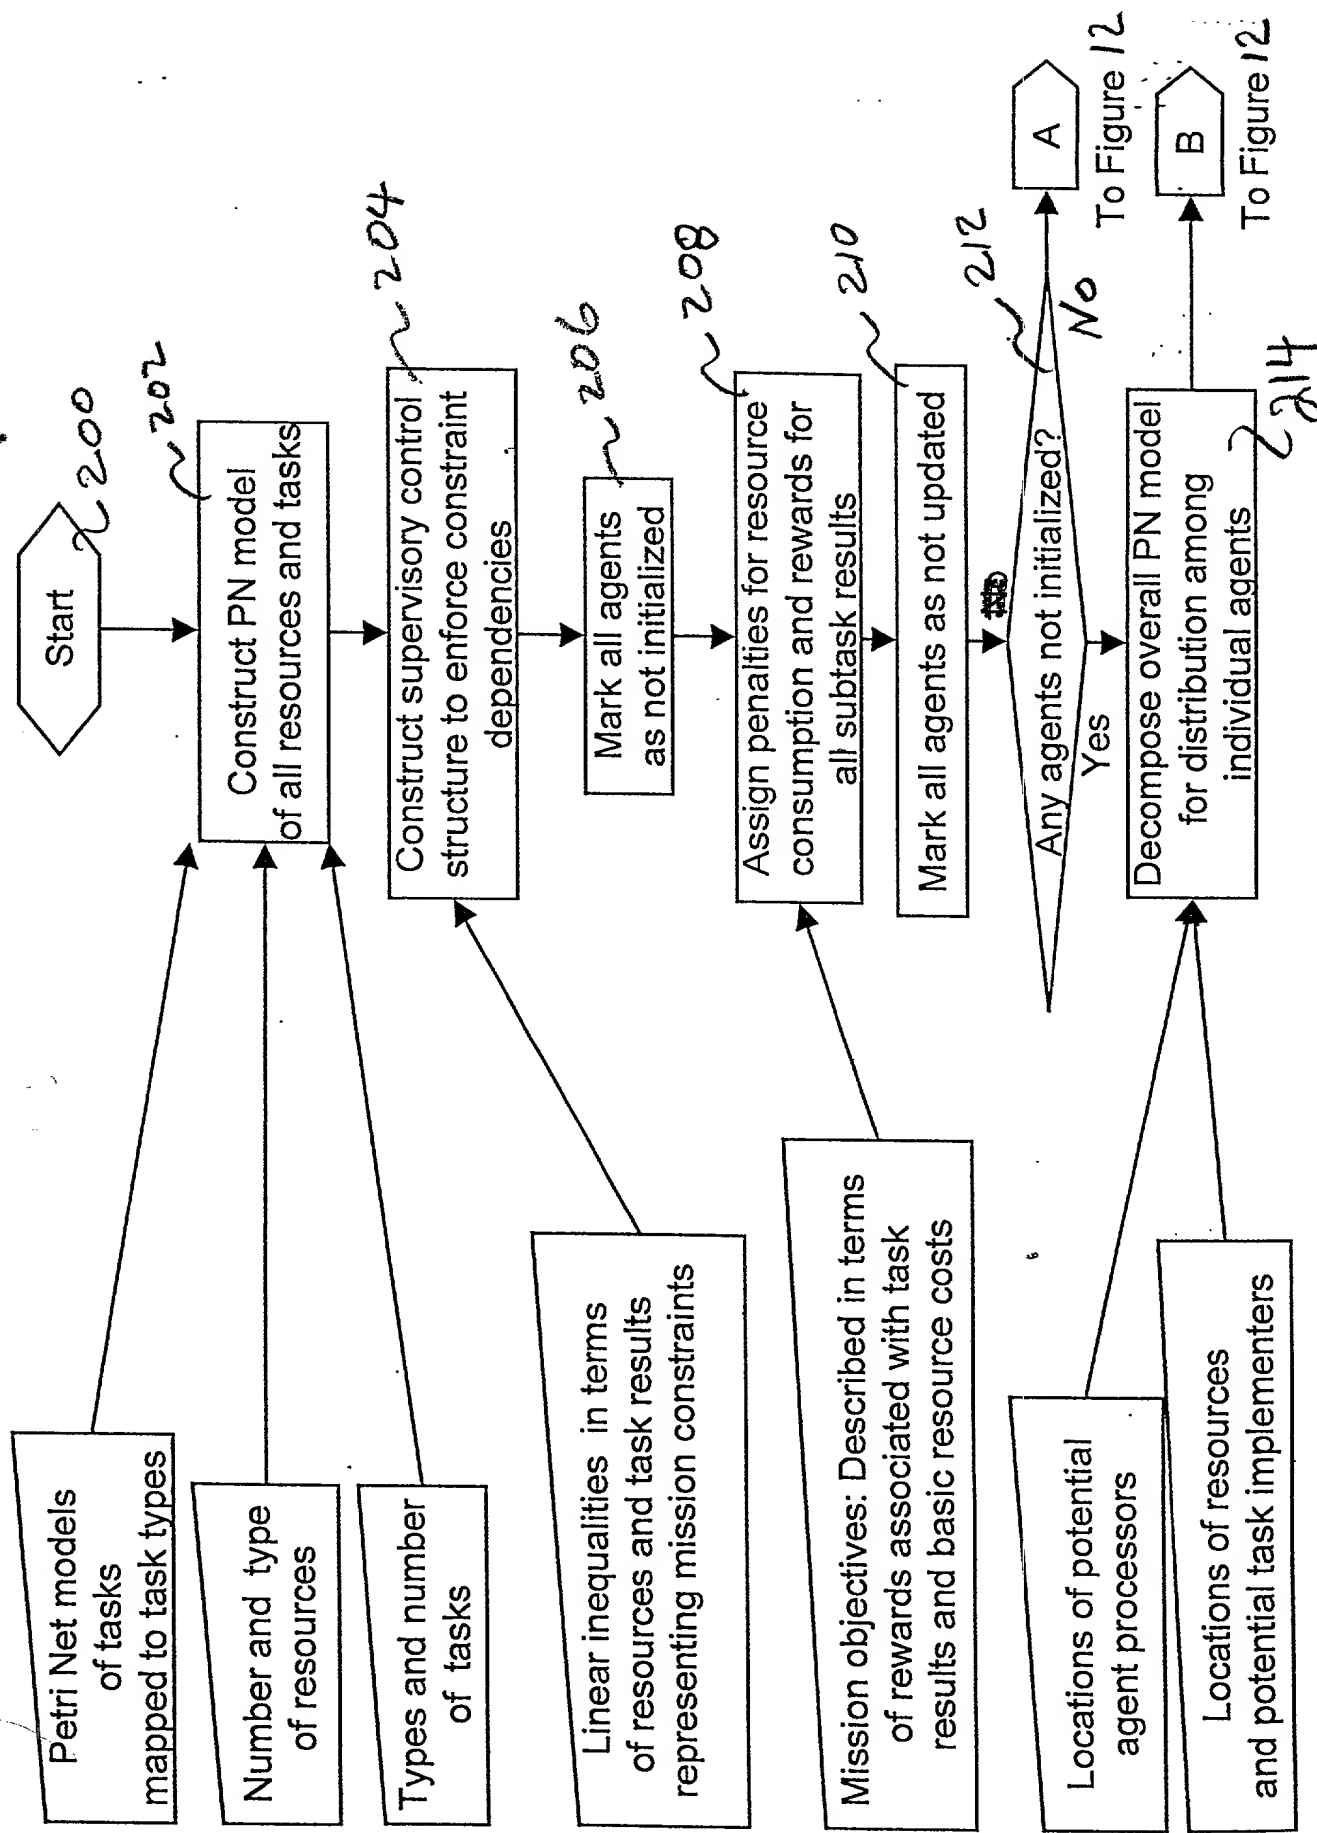 Start
200
Petri Net models
of tasks
mapped to task types
Number and type
of resources
Types and number
of tasks
202
Construct PN model
of all resources and tasks
Linear inequalities in terms
of resources and task results
representing mission constraints
204
Construct supervisory control
structure to enforce constraint
dependencies
206
Mark all agents
as not initialized
Mission objectives: Described in terms
of rewards associated with task
results and basic resource costs
208
Assign penalties for resource
consumption and rewards for
all subtask results
210
Mark all agents as not updated
212
Any agents not initialized?
No
A
To Figure 12
Yes
Locations of potential
agent processors
Locations of resources
and potential task implementers
Decompose overall PN model
for distribution among
individual agents
214
B
To Figure 12